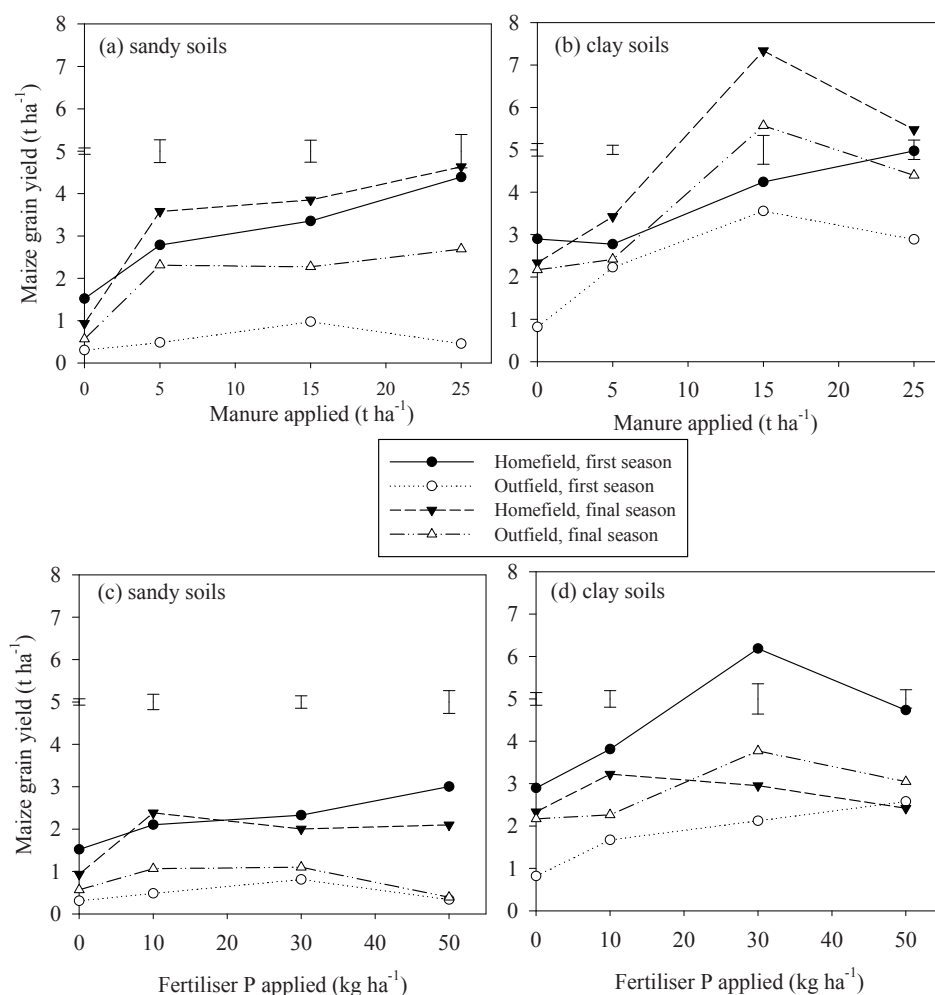 (a) sandy soils
8
7
6
5
4
3
2
1
0
Maize grain yield (t ha⁻¹)
0 5 10 15 20 25
Manure applied (t ha⁻¹)
(b) clay soils
8
7
6
5
4
3
2
1
0
0 5 10 15 20 25
Manure applied (t ha⁻¹)
Homefield, first season
Outfield, first season
Homefield, final season
Outfield, final season
(c) sandy soils
8
7
6
5
4
3
2
1
0
Maize grain yield (t ha⁻¹)
0 10 20 30 40 50
Fertiliser P applied (kg ha⁻¹)
(d) clay soils
8
7
6
5
4
3
2
1
0
0 10 20 30 40 50
Fertiliser P applied (kg ha⁻¹)